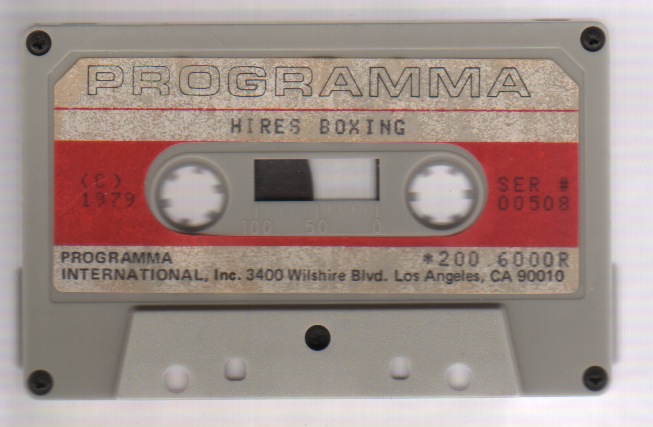 PROGRAMMA
HIRES BOXING
(C)
1979
SER #
00508
100 50 0
*200 6000R
PROGRAMMA
INTERNATIONAL, Inc. 3400 Wilshire Blvd. Los Angeles, CA 90010